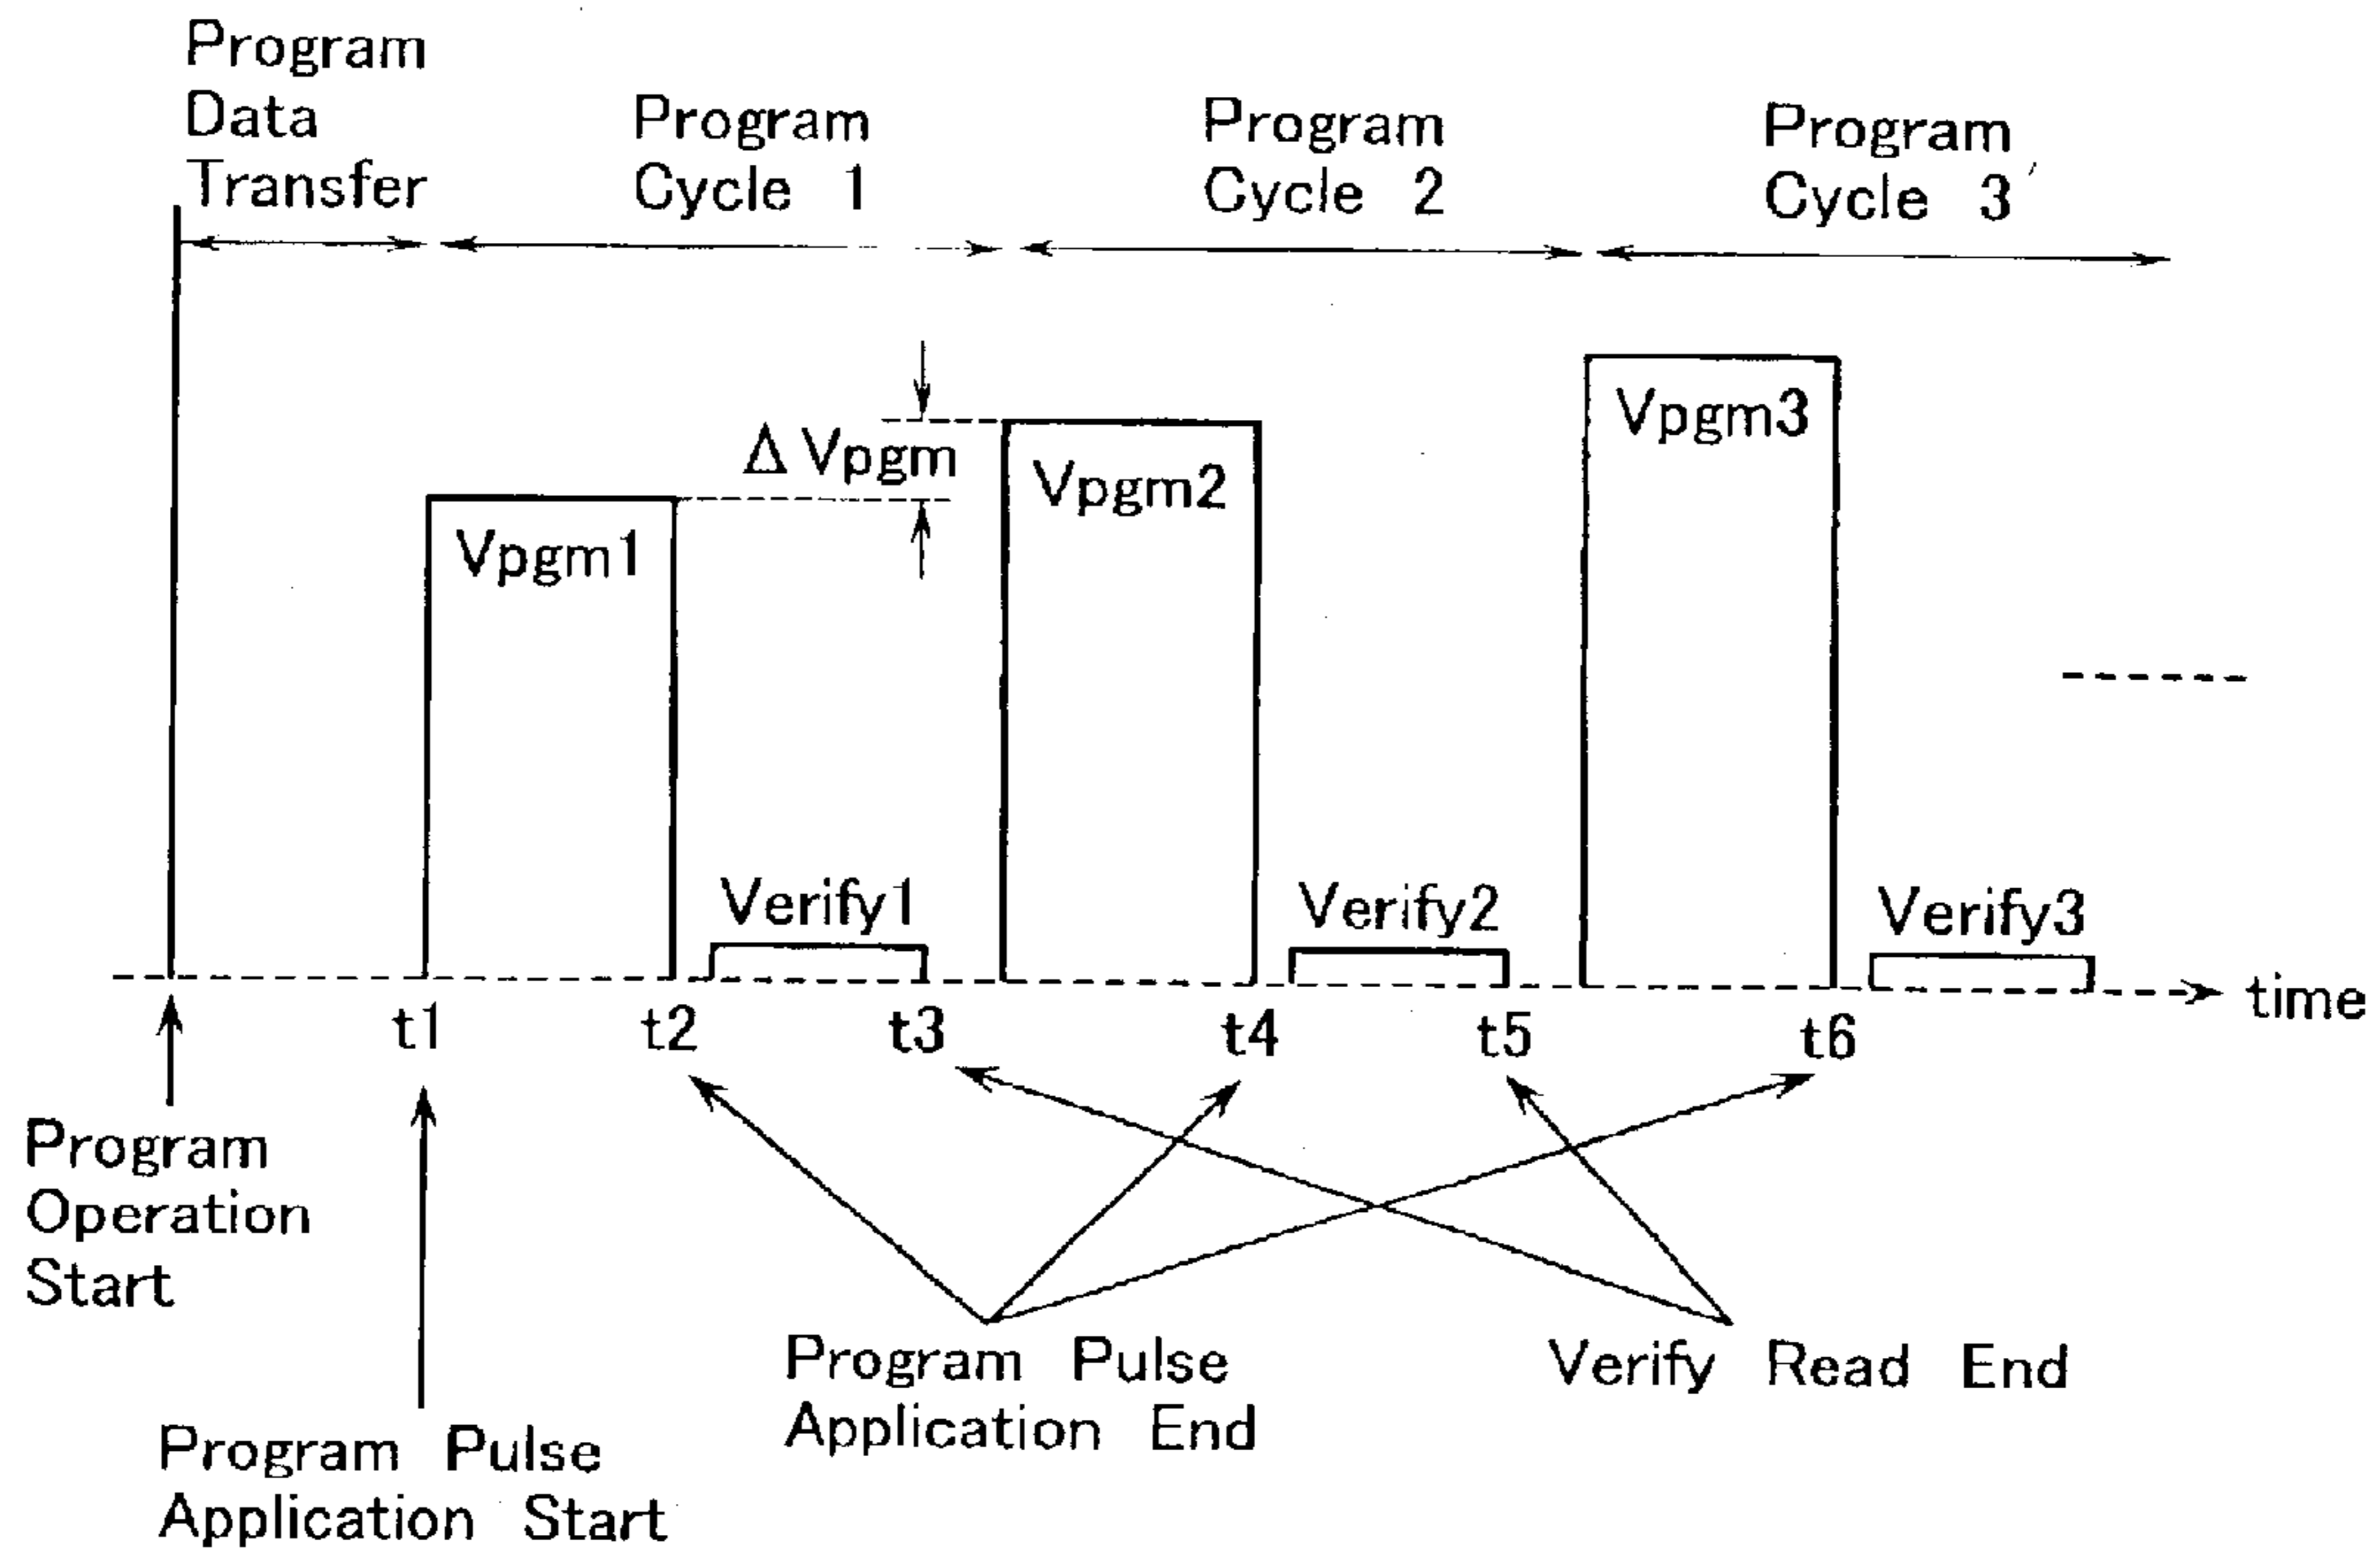 Program
Data
Transfer
Program
Cycle 1
Program
Cycle 2
Program
Cycle 3
Δ Vpgm
Vpgm1
Vpgm2
Vpgm3
Verify1
Verify2
Verify3
time
t1
t2
t3
t4
t5
t6
Program
Operation
Start
Program Pulse
Application Start
Program Pulse
Application End
Verify Read End